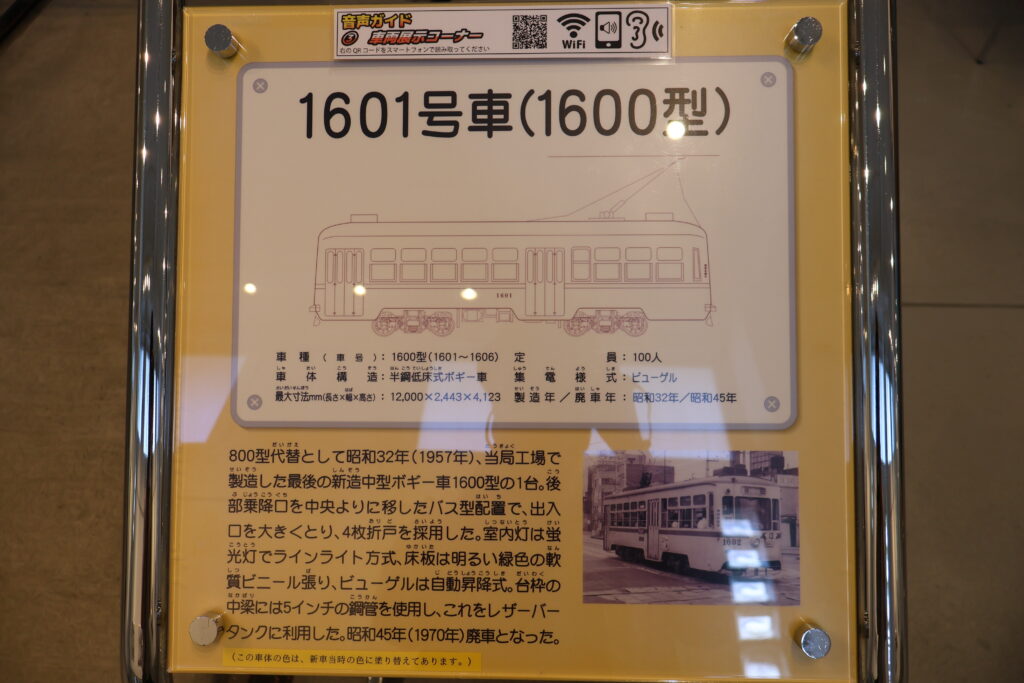 音声ガイド
③ 車両展示コーナー
右のQRコードをスマートフォンで読み取ってください
WiFi
1601号車(1600型)
1601
車種(車号):1600型(1601~1606) 定員:100人
車体構造:半鋼低床式ボギー車 集電様式:ビューゲル
最大寸法mm(長さ×幅×高さ):12,000×2,443×4,123 製造年/廃車年:昭和32年/昭和45年
800型代替として昭和32年(1957年)、当局工場で
製造した最後の新造中型ボギー車1600型の1台。後
部乗降口を中央よりに移したバス型配置で、出入
口を大きくとり、4枚折戸を採用した。室内灯は蛍
光灯でラインライト方式、床板は明るい緑色の軟
質ビニール張り、ビューゲルは自動昇降式。台枠の
中梁には5インチの鋼管を使用し、これをレザーバー
タンクに利用した。昭和45年(1970年)廃車となった。
(この車体の色は、新車当時の色に塗り替えてあります。)
1602